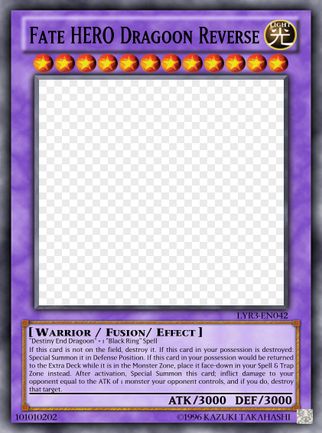 Fate HERO Dragoon Reverse
LIGHT
光
LYR3-EN042
[ Warrior / Fusion/ Effect ]
"Destiny End Dragoon" + 1 "Black Ring" Spell
If this card is not on the field, destroy it. If this card in your possession is destroyed:
Special Summon it in Defense Position. If this card in your possession would be returned
to the Extra Deck while it is in the Monster Zone, place it face-down in your Spell & Trap
Zone instead. After activation, Special Summon this card; inflict damage to your
opponent equal to the ATK of 1 monster your opponent controls, and if you do, destroy
that target.
ATK/3000 DEF/3000
101010202
©1996 KAZUKI TAKAHASHI